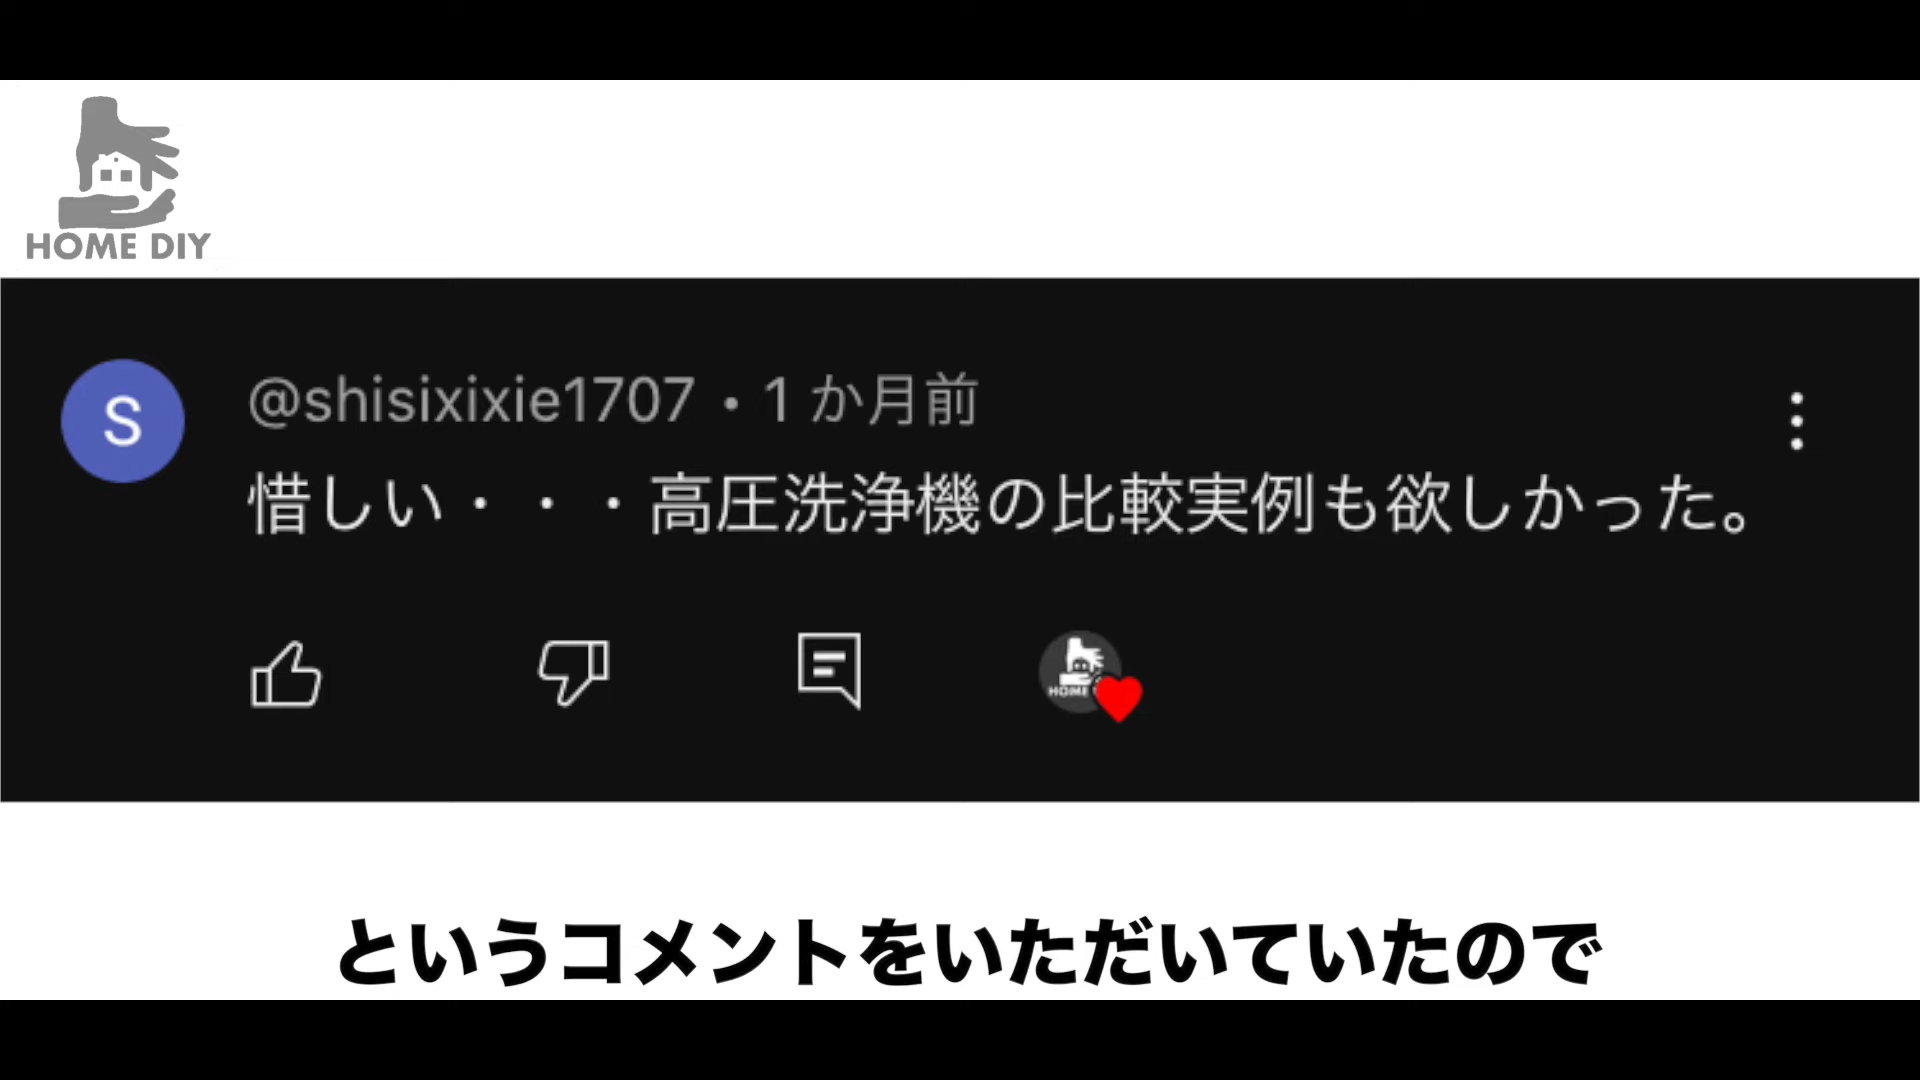 HOME DIY
S
@shisixixie1707・1 か月前
惜しい・・・高圧洗浄機の比較実例も欲しかった。
HOME
というコメントをいただいていたので